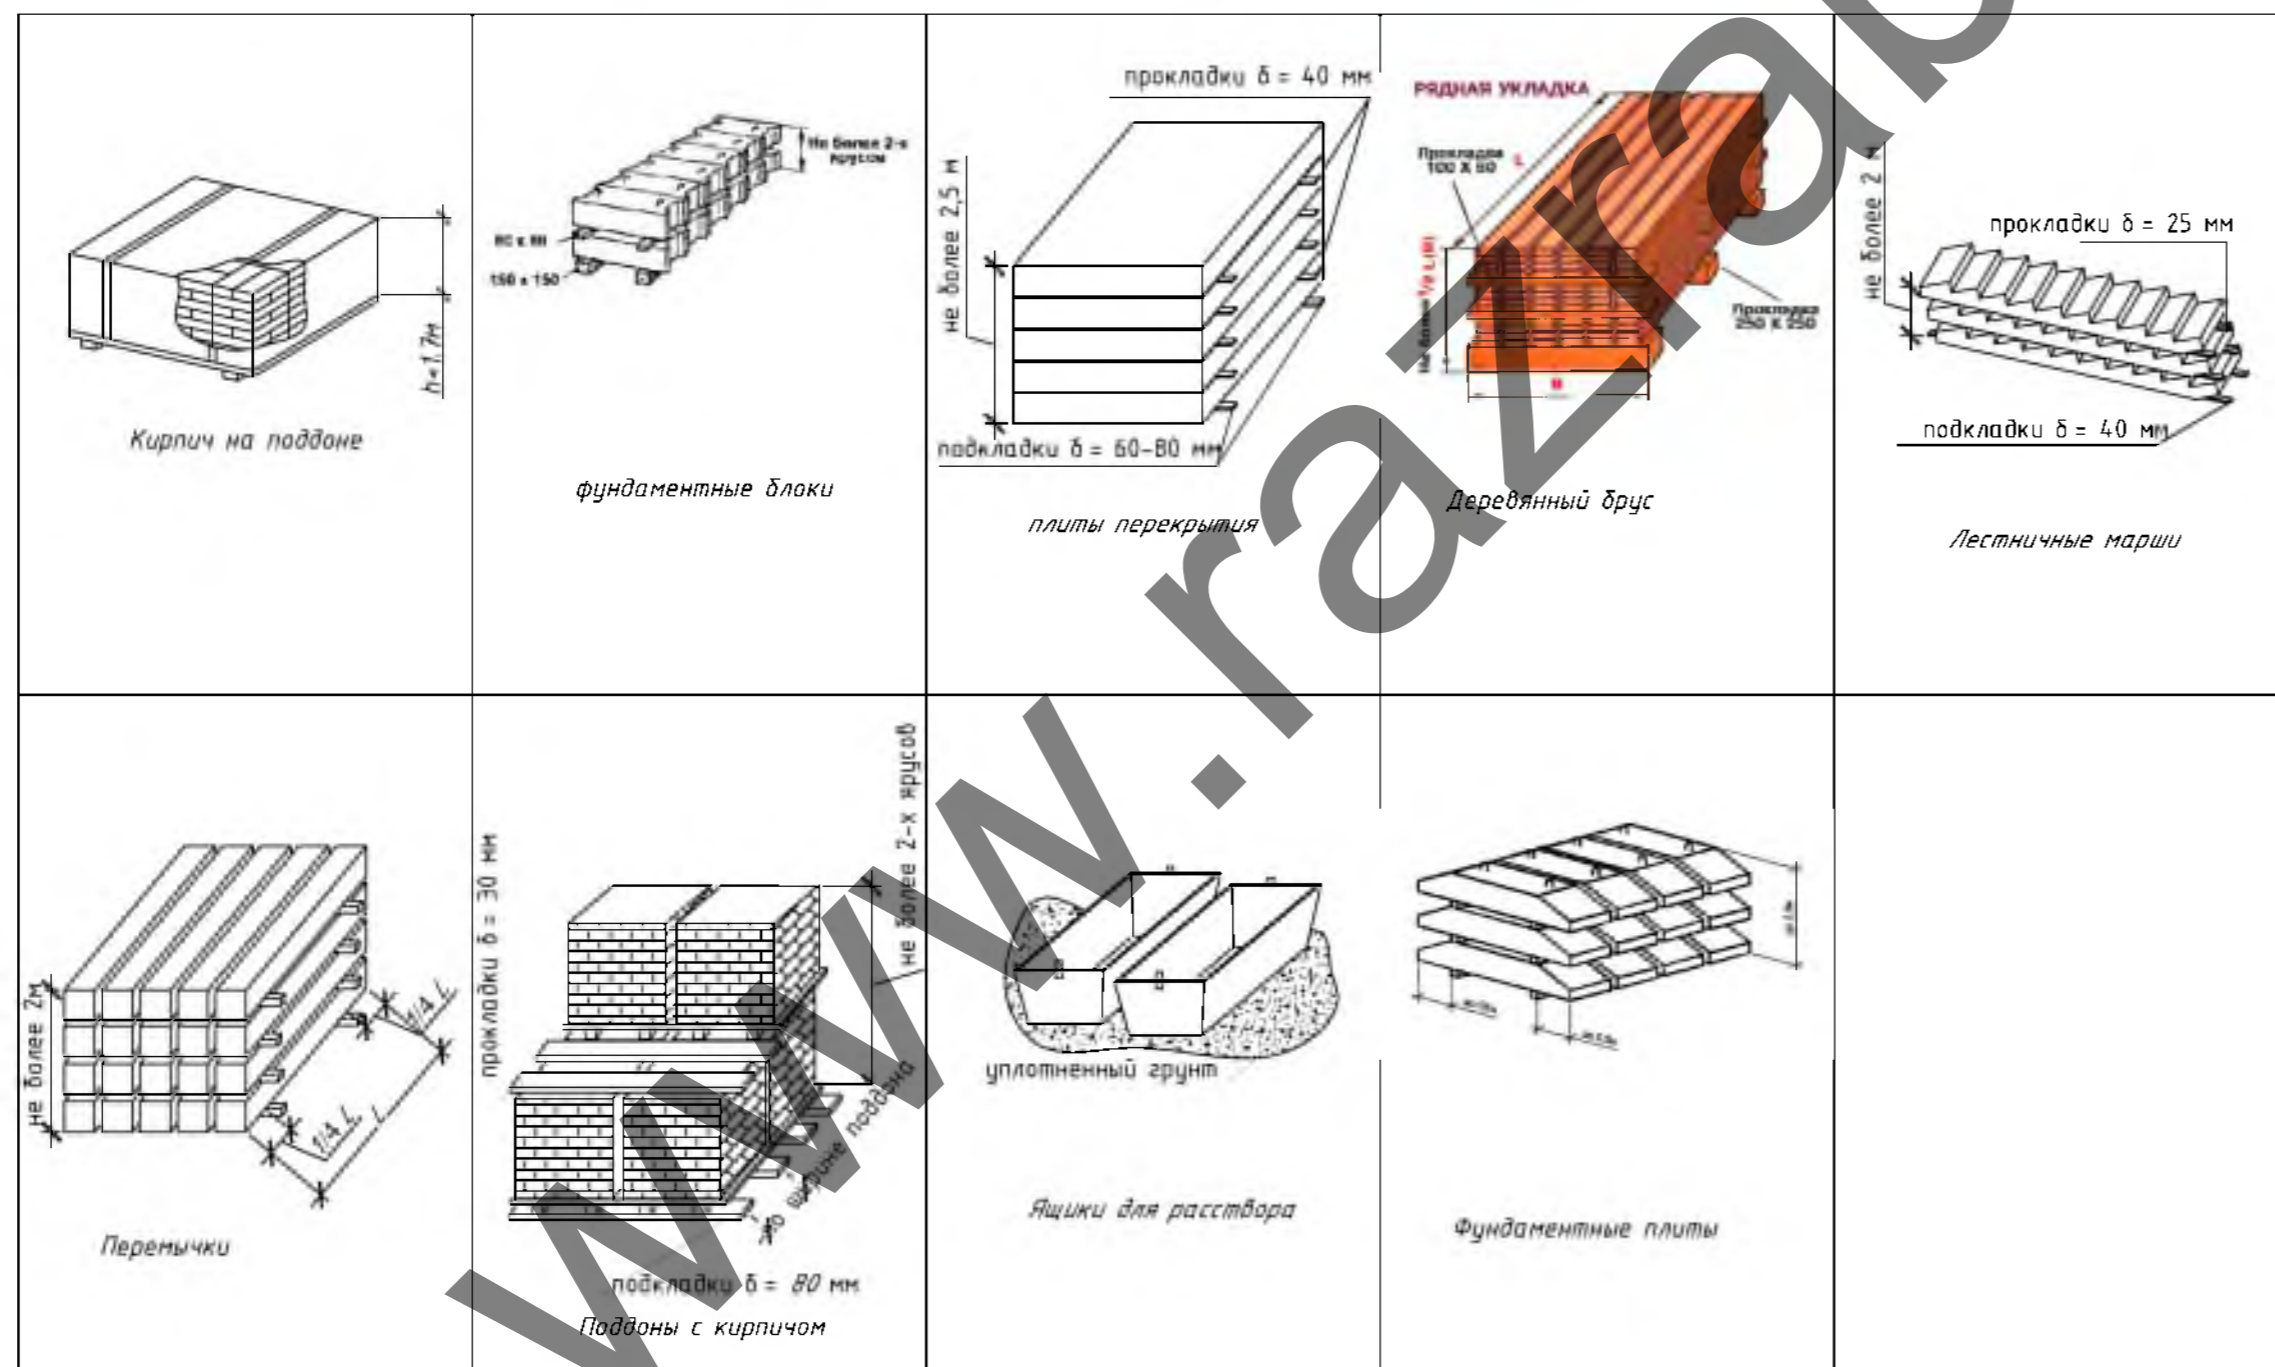 h<1.7м
Кирпич на поддоне
Не более 2-х
ярусов
80 x 80
150 x 150
фундаментные блоки
прокладки δ = 40 мм
не более 2,5 м
подкладки δ = 60-80 мм
плиты перекрытия
РЯДНАЯ УКЛАДКА
Прокладка
100 X 50
L
Не более
Прокладка
250 X 250
В
Деревянный брус
не более 2 м
прокладки δ = 25 мм
подкладки δ = 40 мм
Лестничные марши
не более 2м
1/4 L
1/4 L
L
Перемычки
прокладки δ = 30 мм
не более 2-х ярусов
по ширине поддона
подкладки δ = 80 мм
Поддоны с кирпичом
уплотненный грунт
Ящики для расствора
Фундаментные плиты
www.razrab